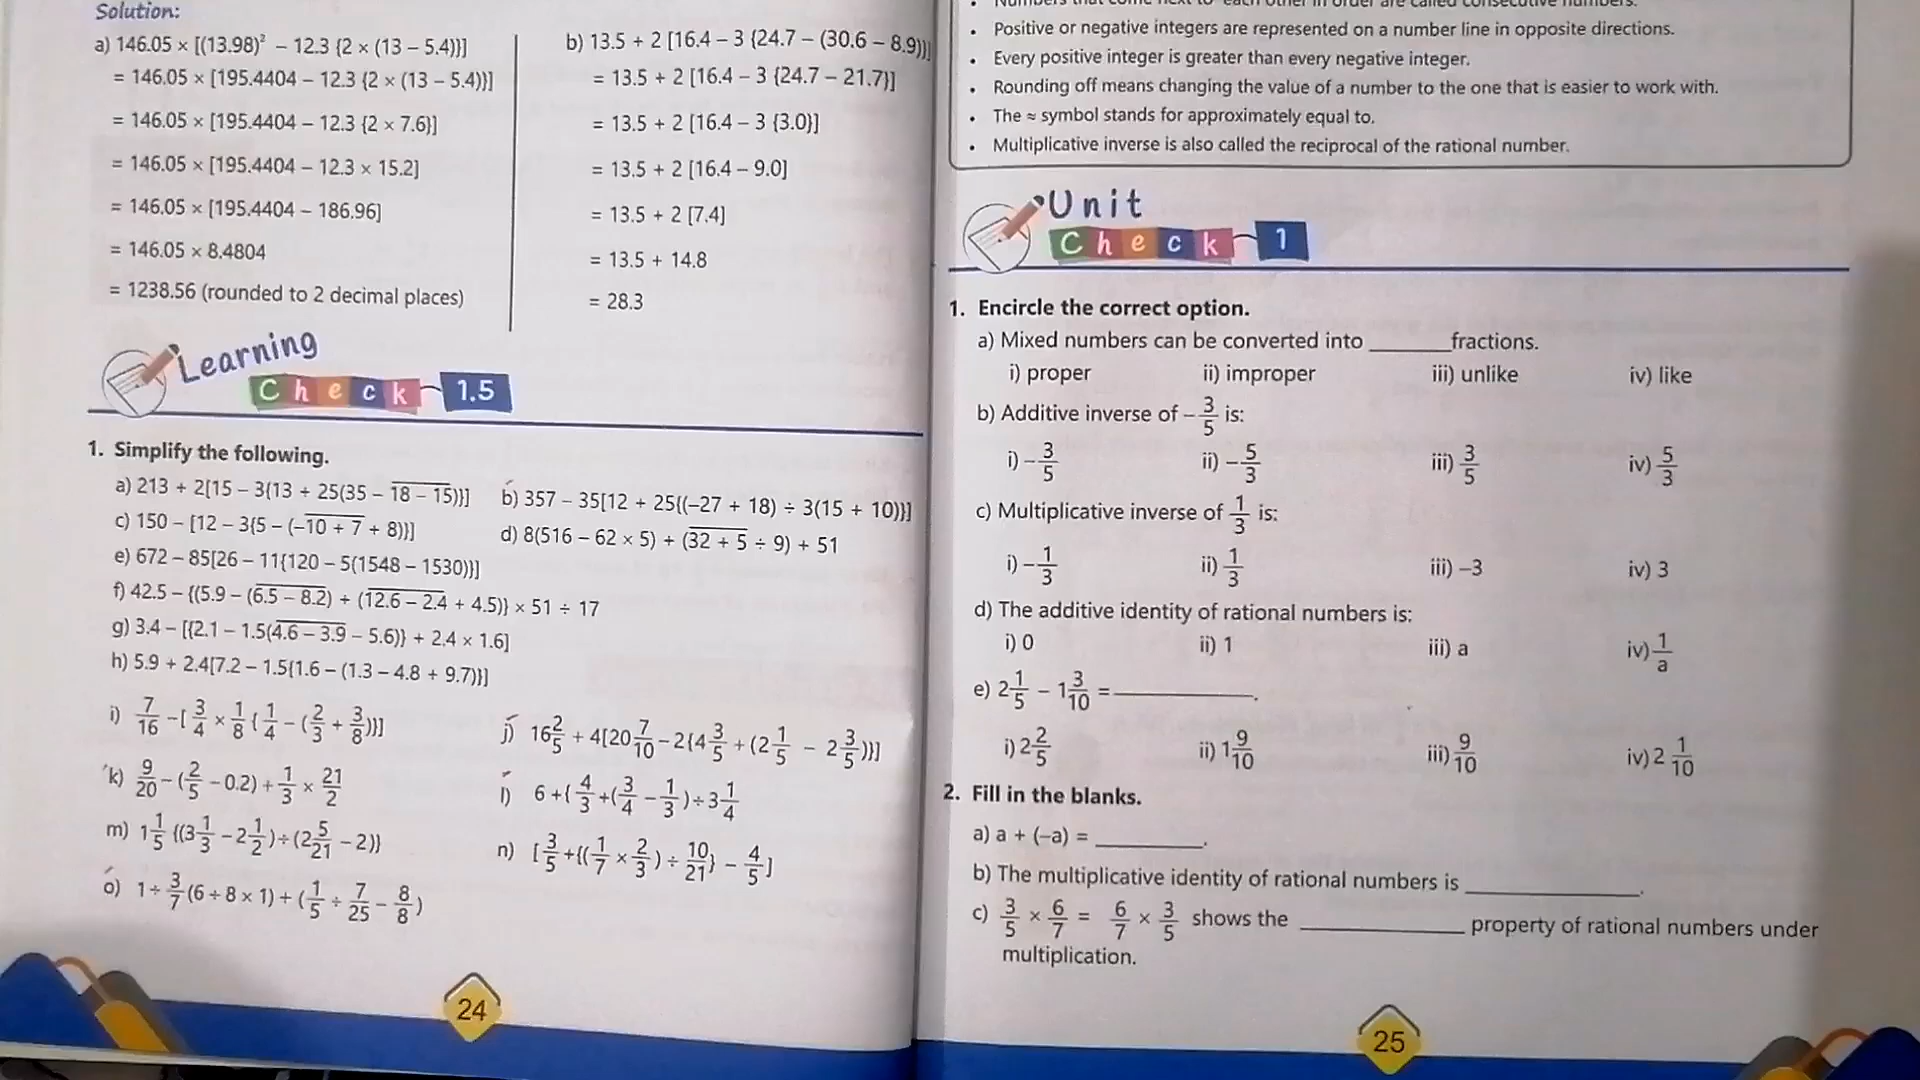 Solution:
a) 146.05 × [(13.98)² – 12.3 {2 × (13 – 5.4)}]
= 146.05 × [195.4404 – 12.3 {2 × (13 – 5.4)}]
= 146.05 × [195.4404 – 12.3 {2 × 7.6}]
= 146.05 × [195.4404 – 12.3 × 15.2]
= 146.05 × [195.4404 – 186.96]
= 146.05 × 8.4804
= 1238.56 (rounded to 2 decimal places)
b) 13.5 + 2 [16.4 – 3 {24.7 – (30.6 – 8.9)}]
= 13.5 + 2 [16.4 – 3 {24.7 – 21.7}]
= 13.5 + 2 [16.4 – 3 {3.0}]
= 13.5 + 2 [16.4 – 9.0]
= 13.5 + 2 [7.4]
= 13.5 + 14.8
= 28.3
Learning
Check 1.5
1. Simplify the following.
a) 213 + 2[15 – 3{13 + 25(35 – 1̅8̅ ̅–̅ ̅1̅5̅)}]
b) 357 – 35[12 + 25{(–27 + 18) ÷ 3(15 + 10)}]
c) 150 – [12 – 3{5 – (–1̅0̅ ̅+̅ ̅7̅ + 8)}]
d) 8(516 – 62 × 5) + (3̅2̅ ̅+̅ ̅5̅ ÷ 9) + 51
e) 672 – 85[26 – 11{120 – 5(1548 – 1530)}]
f) 42.5 – {(5.9 – (6̅.̅5̅ ̅–̅ ̅8̅.̅2̅) + (1̅2̅.̅6̅ ̅–̅ ̅2̅.̅4̅ + 4.5)} × 51 ÷ 17
g) 3.4 – [{2.1 – 1.5(4̅.̅6̅ ̅–̅ ̅3̅.̅9̅ – 5.6)} + 2.4 × 1.6]
h) 5.9 + 2.4[7.2 – 1.5{1.6 – (1.3 – 4.8 + 9.7)}]
i) 7/16 – [3/4 × 1/8 {1/4 – (2/3 + 3/8)}]
j) 16 2/5 + 4[20 7/10 – 2{4 3/5 + (2 1/5 – 2 3/5)}]
k) 9/20 – (2/5 – 0.2) + 1/3 × 21/2
l) 6 + {4/3 + (3/4 – 1/3) ÷ 3 1/4
m) 1 1/5 {(3 1/3 – 2 1/2) ÷ (2 5/21 – 2)}
n) [3/5 + {(1/7 × 2/3) ÷ 10/21} – 4/5]
o) 1 ÷ 3/7 (6 ÷ 8 × 1) + (1/5 ÷ 7/25 – 8/8)
24
• Positive or negative integers are represented on a number line in opposite directions.
• Every positive integer is greater than every negative integer.
• Rounding off means changing the value of a number to the one that is easier to work with.
• The ≈ symbol stands for approximately equal to.
• Multiplicative inverse is also called the reciprocal of the rational number.
Unit
Check 1
1. Encircle the correct option.
a) Mixed numbers can be converted into ______ fractions.
i) proper ii) improper iii) unlike iv) like
b) Additive inverse of –3/5 is:
i) –3/5 ii) –5/3 iii) 3/5 iv) 5/3
c) Multiplicative inverse of 1/3 is:
i) –1/3 ii) 1/3 iii) –3 iv) 3
d) The additive identity of rational numbers is:
i) 0 ii) 1 iii) a iv) 1/a
e) 2 1/5 – 1 3/10 = ____________.
i) 2 2/5 ii) 1 9/10 iii) 9/10 iv) 2 1/10
2. Fill in the blanks.
a) a + (–a) = _________.
b) The multiplicative identity of rational numbers is ______________.
c) 3/5 × 6/7 = 6/7 × 3/5 shows the ______________ property of rational numbers under
multiplication.
25